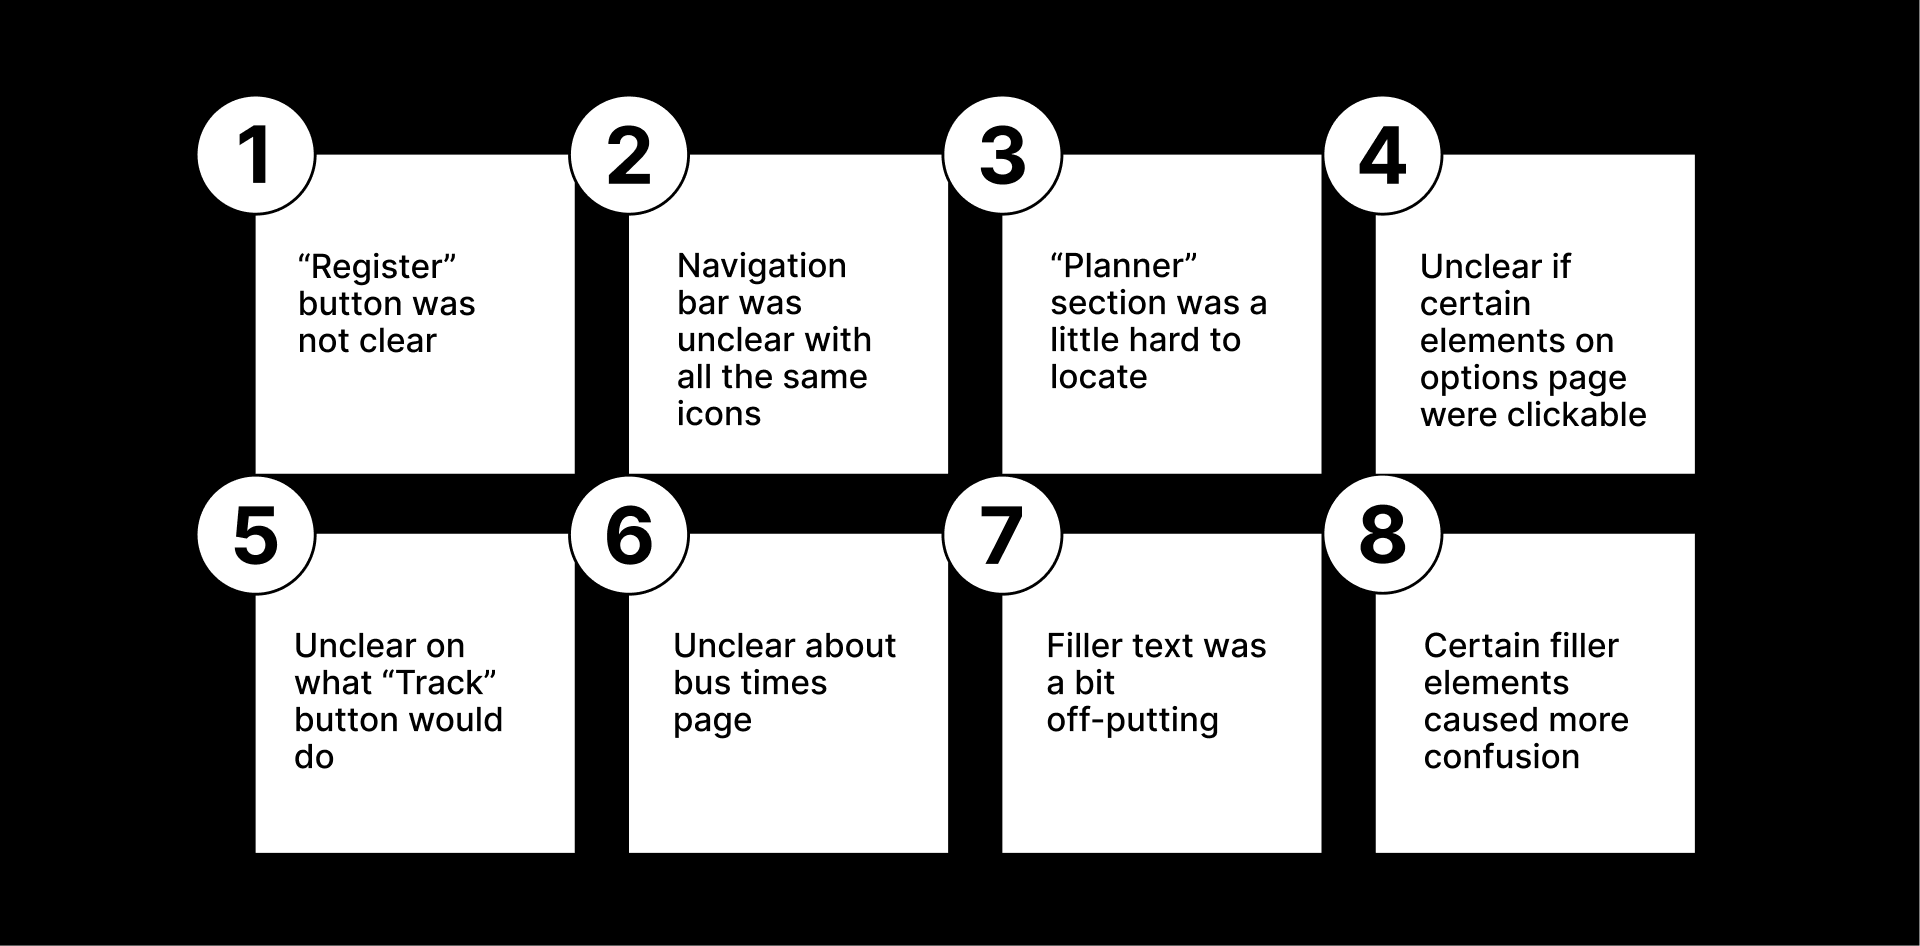 1
“Register”
button was
not clear
2
Navigation
bar was
unclear with
all the same
icons
3
“Planner”
section was a
little hard to
locate
4
Unclear if
certain
elements on
options page
were clickable
5
Unclear on
what “Track”
button would
do
6
Unclear about
bus times
page
7
Filler text was
a bit
off-putting
8
Certain filler
elements
caused more
confusion